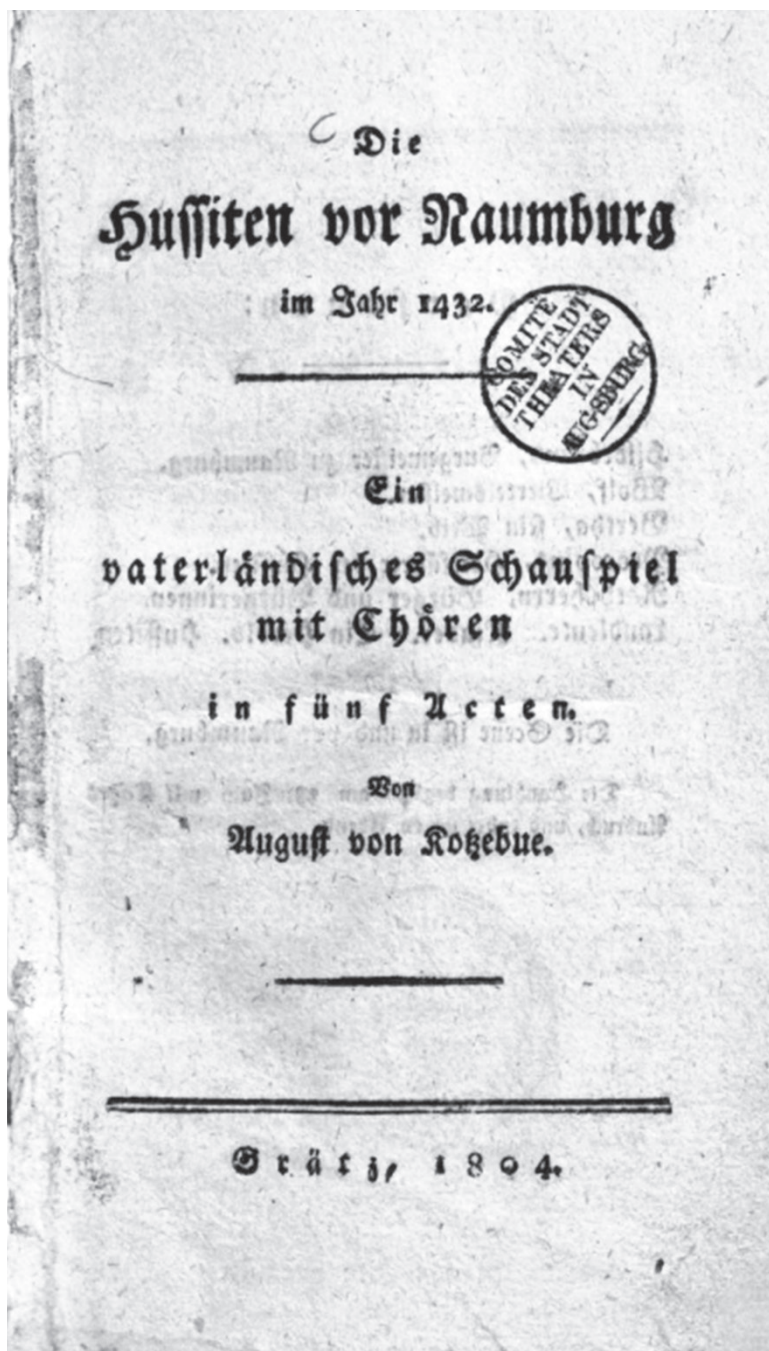 Die
Hussiten vor Naumburg
im Jahr 1432.
COMITE
DES STADT
THEATERS
IN
AUGSBURG.
Ein
vaterländisches Schauspiel
mit Chören
in fünf Acten.
Von
August von Kotzebue.
Grätz, 1804.